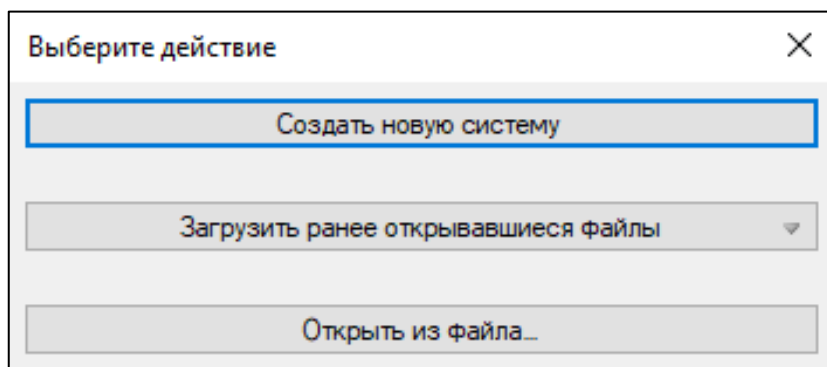 Выберите действие
Создать новую систему
Загрузить ранее открывавшиеся файлы
Открыть из файла...